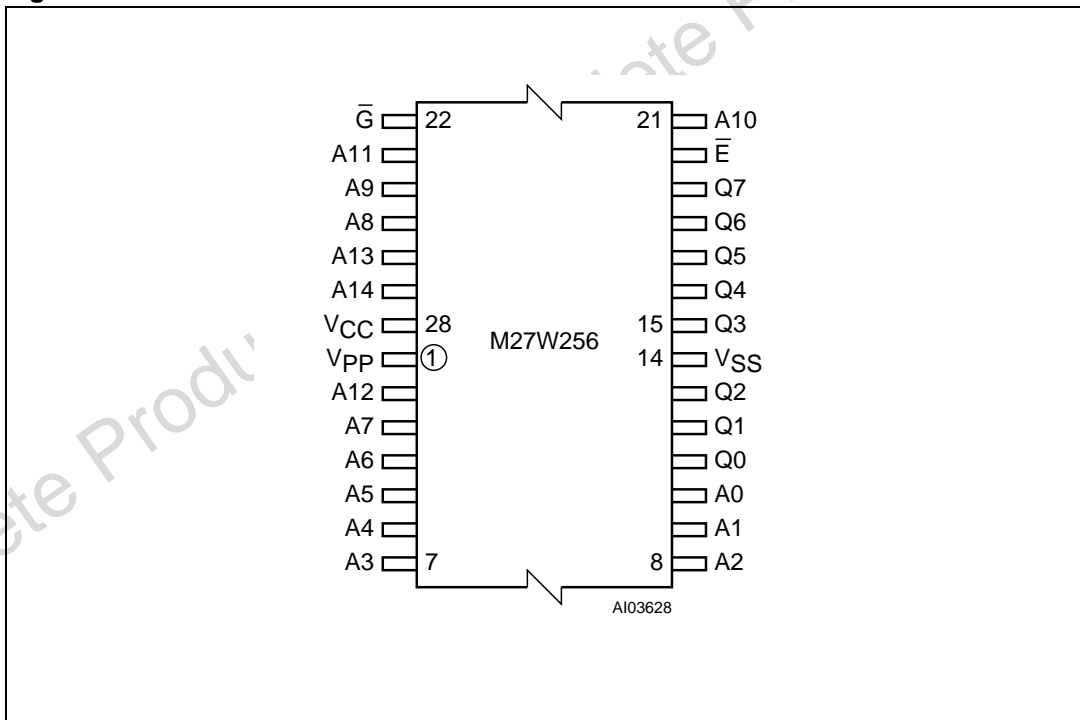 G̅ 22 21 A10
A11 E̅
A9 Q7
A8 Q6
A13 Q5
A14 Q4
VCC 28 15 Q3
M27W256
VPP 1 14 VSS
A12 Q2
A7 Q1
A6 Q0
A5 A0
A4 A1
A3 7 8 A2
AI03628